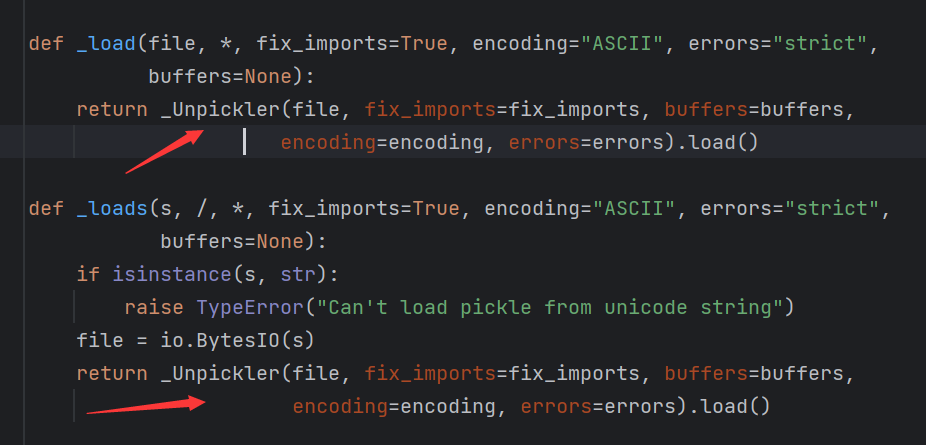 def _load(file, *, fix_imports=True, encoding="ASCII", errors="strict",
buffers=None):
return _Unpickler(file, fix_imports=fix_imports, buffers=buffers,
encoding=encoding, errors=errors).load()
def _loads(s, /, *, fix_imports=True, encoding="ASCII", errors="strict",
buffers=None):
if isinstance(s, str):
raise TypeError("Can't load pickle from unicode string")
file = io.BytesIO(s)
return _Unpickler(file, fix_imports=fix_imports, buffers=buffers,
encoding=encoding, errors=errors).load()